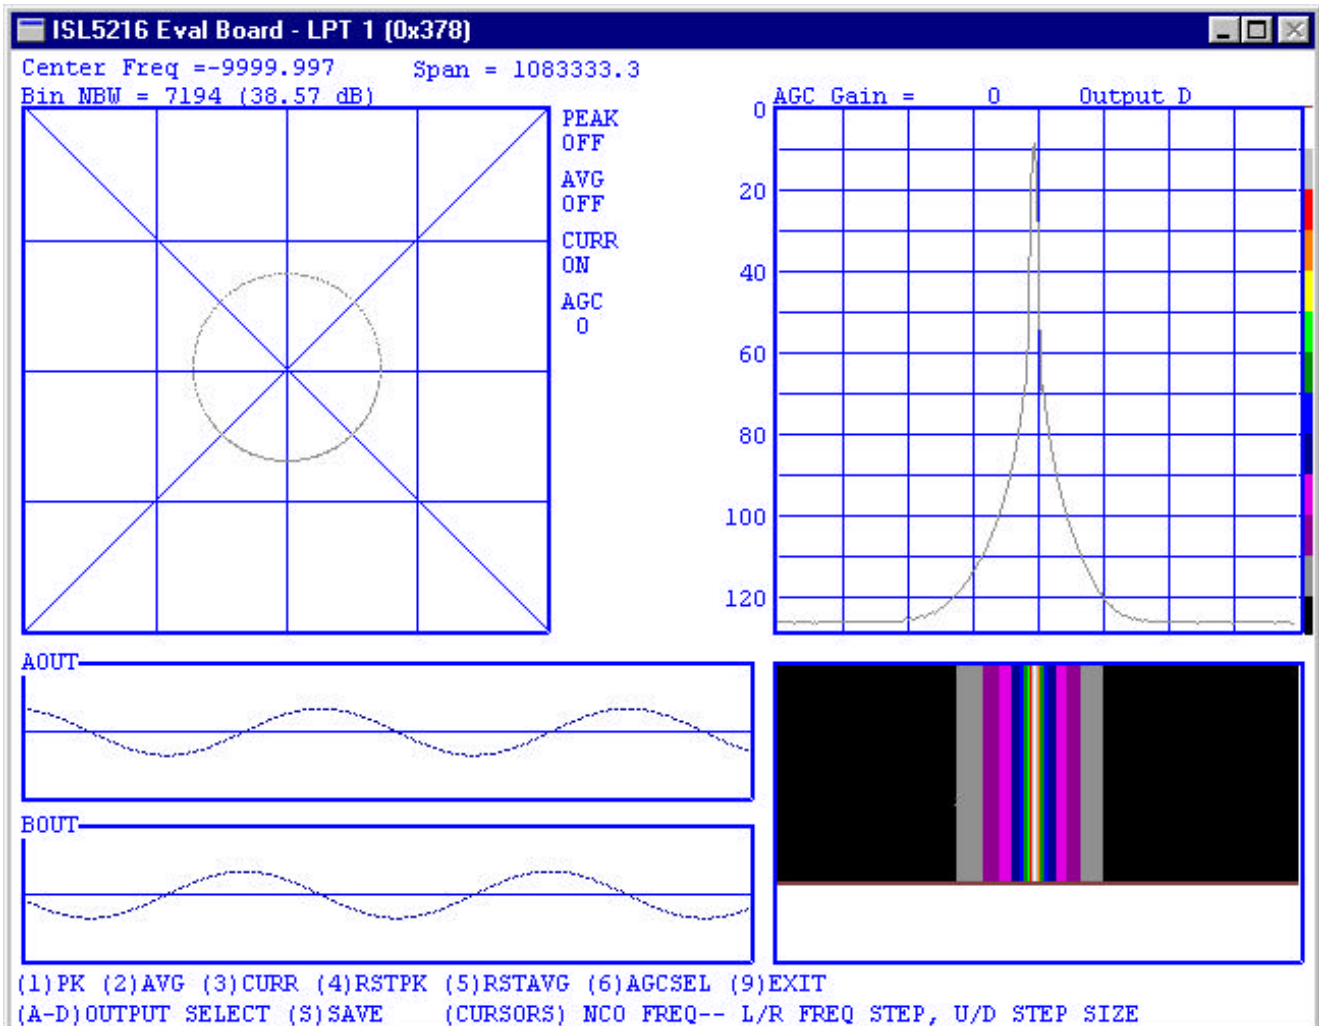 ISL5216 Eval Board - LPT 1 (0x378)
Center Freq =-9999.997 Span = 1083333.3
Bin NBW = 7194 (38.57 dB)
PEAK
OFF
AVG
OFF
CURR
ON
AGC
0
AGC Gain = 0 Output D
0
20
40
60
80
100
120
AOUT
BOUT
(1)PK (2)AVG (3)CURR (4)RSTPK (5)RSTAVG (6)AGCSEL (9)EXIT
(A-D)OUTPUT SELECT (S)SAVE (CURSORS) NCO FREQ-- L/R FREQ STEP, U/D STEP SIZE